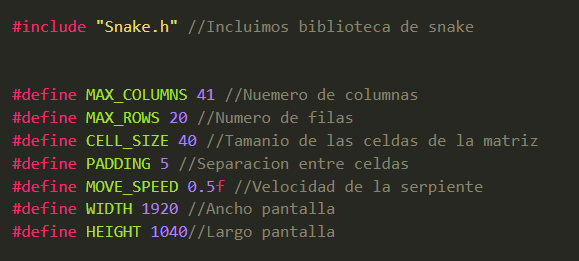 #include "Snake.h" //Incluimos biblioteca de snake
#define MAX_COLUMNS 41 //Nuemero de columnas
#define MAX_ROWS 20 //Numero de filas
#define CELL_SIZE 40 //Tamanio de las celdas de la matriz
#define PADDING 5 //Separacion entre celdas
#define MOVE_SPEED 0.5f //Velocidad de la serpiente
#define WIDTH 1920 //Ancho pantalla
#define HEIGHT 1040//Largo pantalla